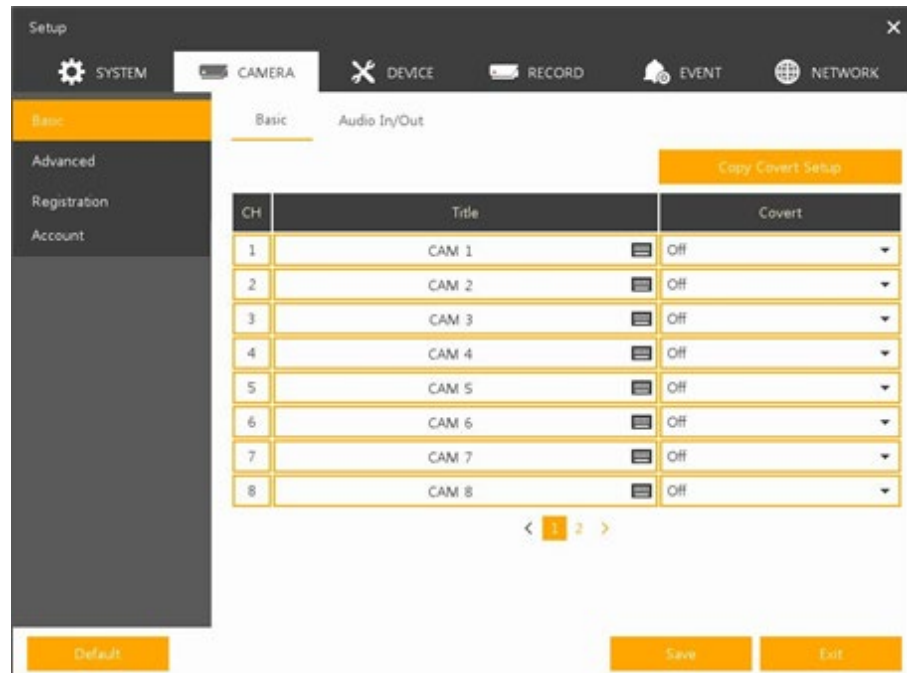 Setup
SYSTEM CAMERA DEVICE RECORD EVENT NETWORK
Basic
Advanced
Registration
Account
Basic Audio In/Out
Copy Covert Setup
CH Title Covert
1 CAM 1 Off
2 CAM 2 Off
3 CAM 3 Off
4 CAM 4 Off
5 CAM 5 Off
6 CAM 6 Off
7 CAM 7 Off
8 CAM 8 Off
< 1 2 >
Default Save Exit